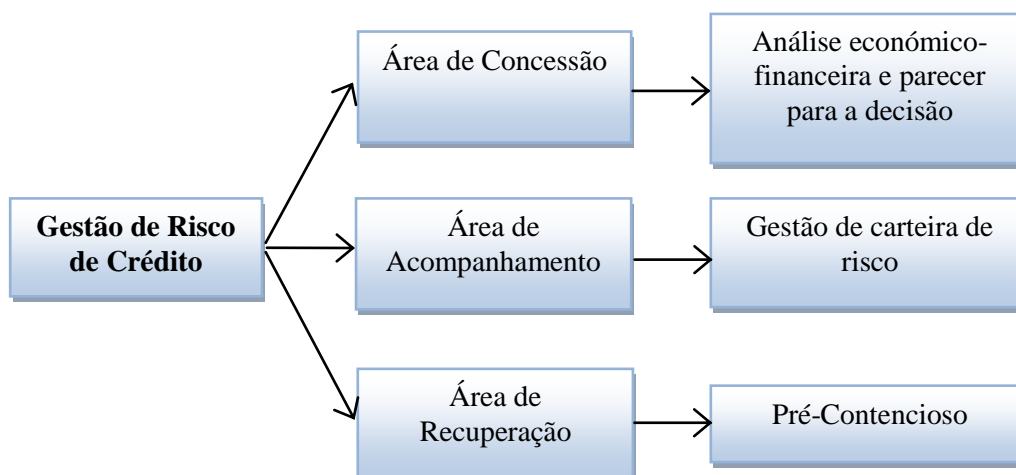 Gestão de Risco
de Crédito
Área de Concessão
Análise económico-
financeira e parecer
para a decisão
Área de
Acompanhamento
Gestão de carteira de
risco
Área de
Recuperação
Pré-Contencioso